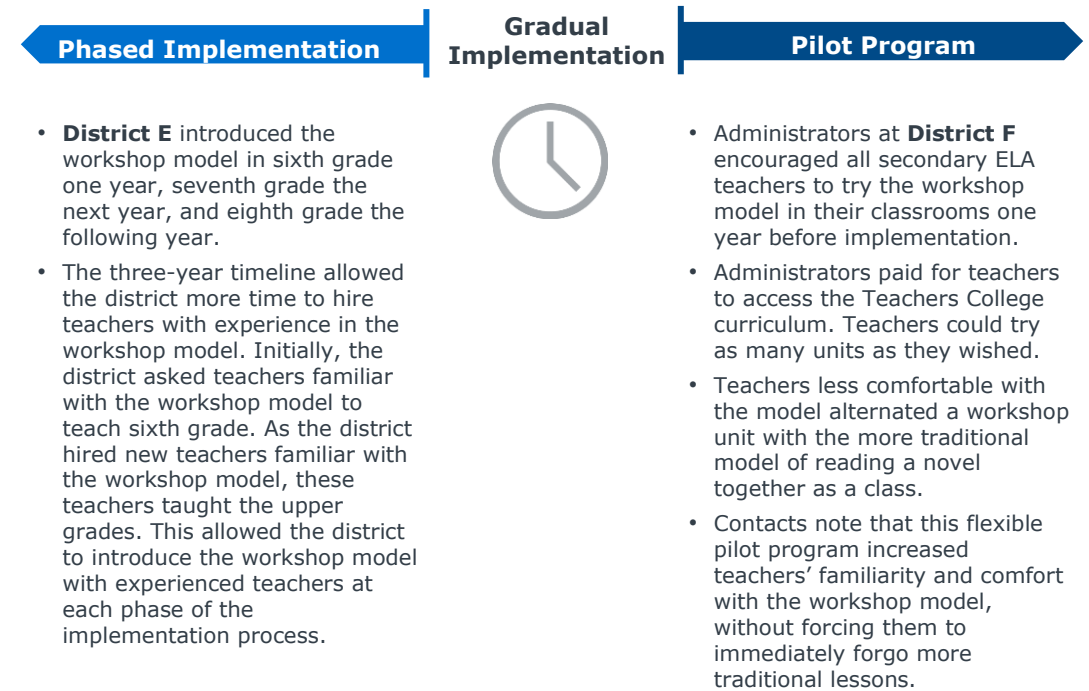 Phased Implementation
Gradual
Implementation
Pilot Program
• District E introduced the
workshop model in sixth grade
one year, seventh grade the
next year, and eighth grade the
following year.
• The three-year timeline allowed
the district more time to hire
teachers with experience in the
workshop model. Initially, the
district asked teachers familiar
with the workshop model to
teach sixth grade. As the district
hired new teachers familiar with
the workshop model, these
teachers taught the upper
grades. This allowed the district
to introduce the workshop model
with experienced teachers at
each phase of the
implementation process.
• Administrators at District F
encouraged all secondary ELA
teachers to try the workshop
model in their classrooms one
year before implementation.
• Administrators paid for teachers
to access the Teachers College
curriculum. Teachers could try
as many units as they wished.
• Teachers less comfortable with
the model alternated a workshop
unit with the more traditional
model of reading a novel
together as a class.
• Contacts note that this flexible
pilot program increased
teachers’ familiarity and comfort
with the workshop model,
without forcing them to
immediately forgo more
traditional lessons.